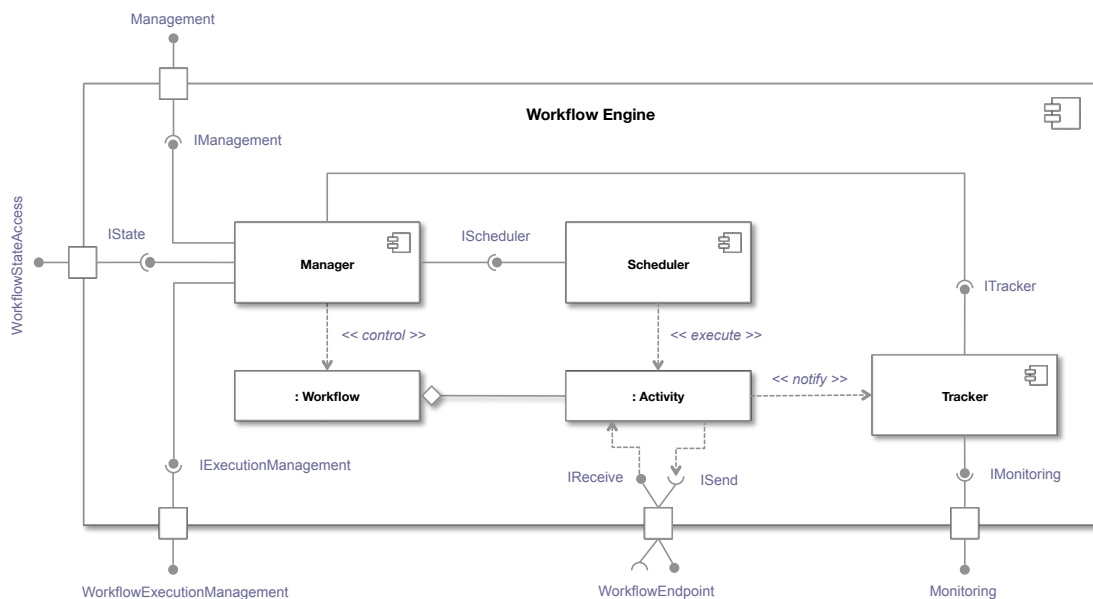 Management
Workflow Engine
IManagement
WorkflowStateAccess
IState
Manager
IScheduler
Scheduler
ITracker
<< control >>
<< execute >>
: Workflow
: Activity
<< notify >>
Tracker
IExecutionManagement
IReceive
ISend
IMonitoring
WorkflowExecutionManagement
WorkflowEndpoint
Monitoring